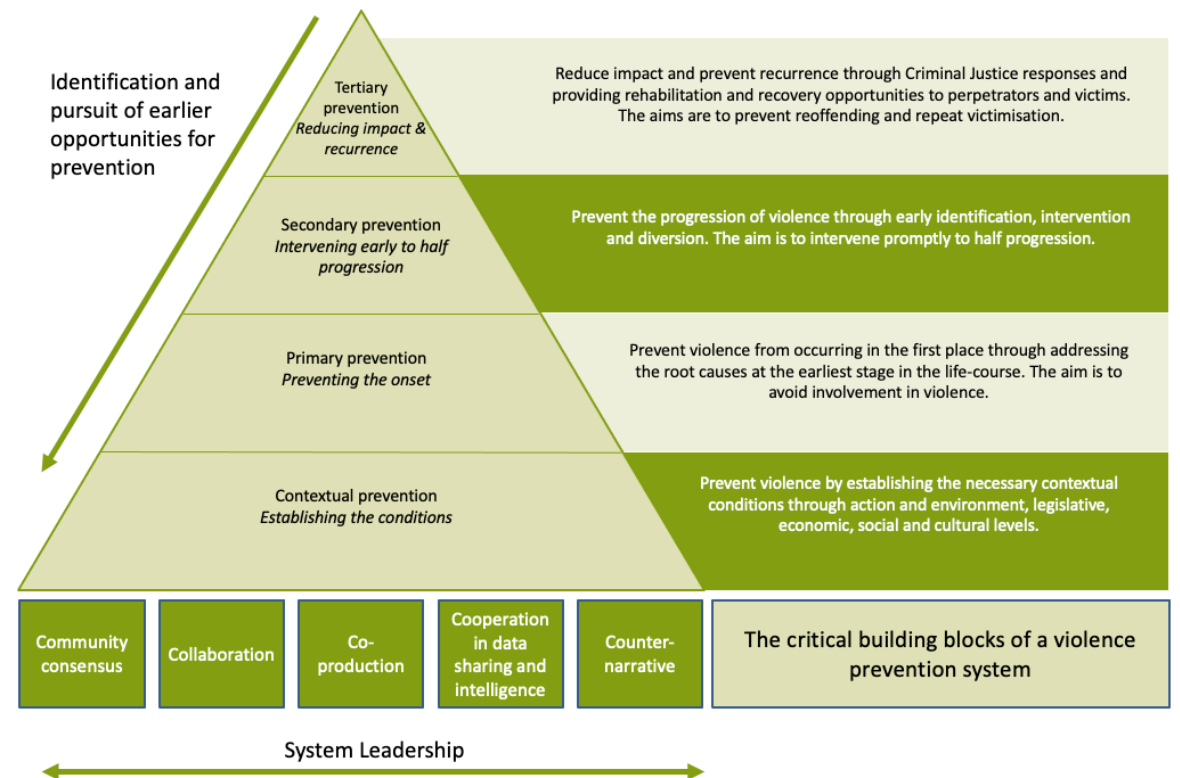 Identification and
pursuit of earlier
opportunities for
prevention
Tertiary
prevention
Reducing impact &
recurrence
Reduce impact and prevent recurrence through Criminal Justice responses and
providing rehabilitation and recovery opportunities to perpetrators and victims.
The aims are to prevent reoffending and repeat victimisation.
Secondary prevention
Intervening early to half
progression
Prevent the progression of violence through early identification, intervention
and diversion. The aim is to intervene promptly to half progression.
Primary prevention
Preventing the onset
Prevent violence from occurring in the first place through addressing
the root causes at the earliest stage in the life-course. The aim is to
avoid involvement in violence.
Contextual prevention
Establishing the conditions
Prevent violence by establishing the necessary contextual
conditions through action and environment, legislative,
economic, social and cultural levels.
Community
consensus
Collaboration
Co-
production
Cooperation
in data
sharing and
intelligence
Counter-
narrative
The critical building blocks of a violence
prevention system
System Leadership